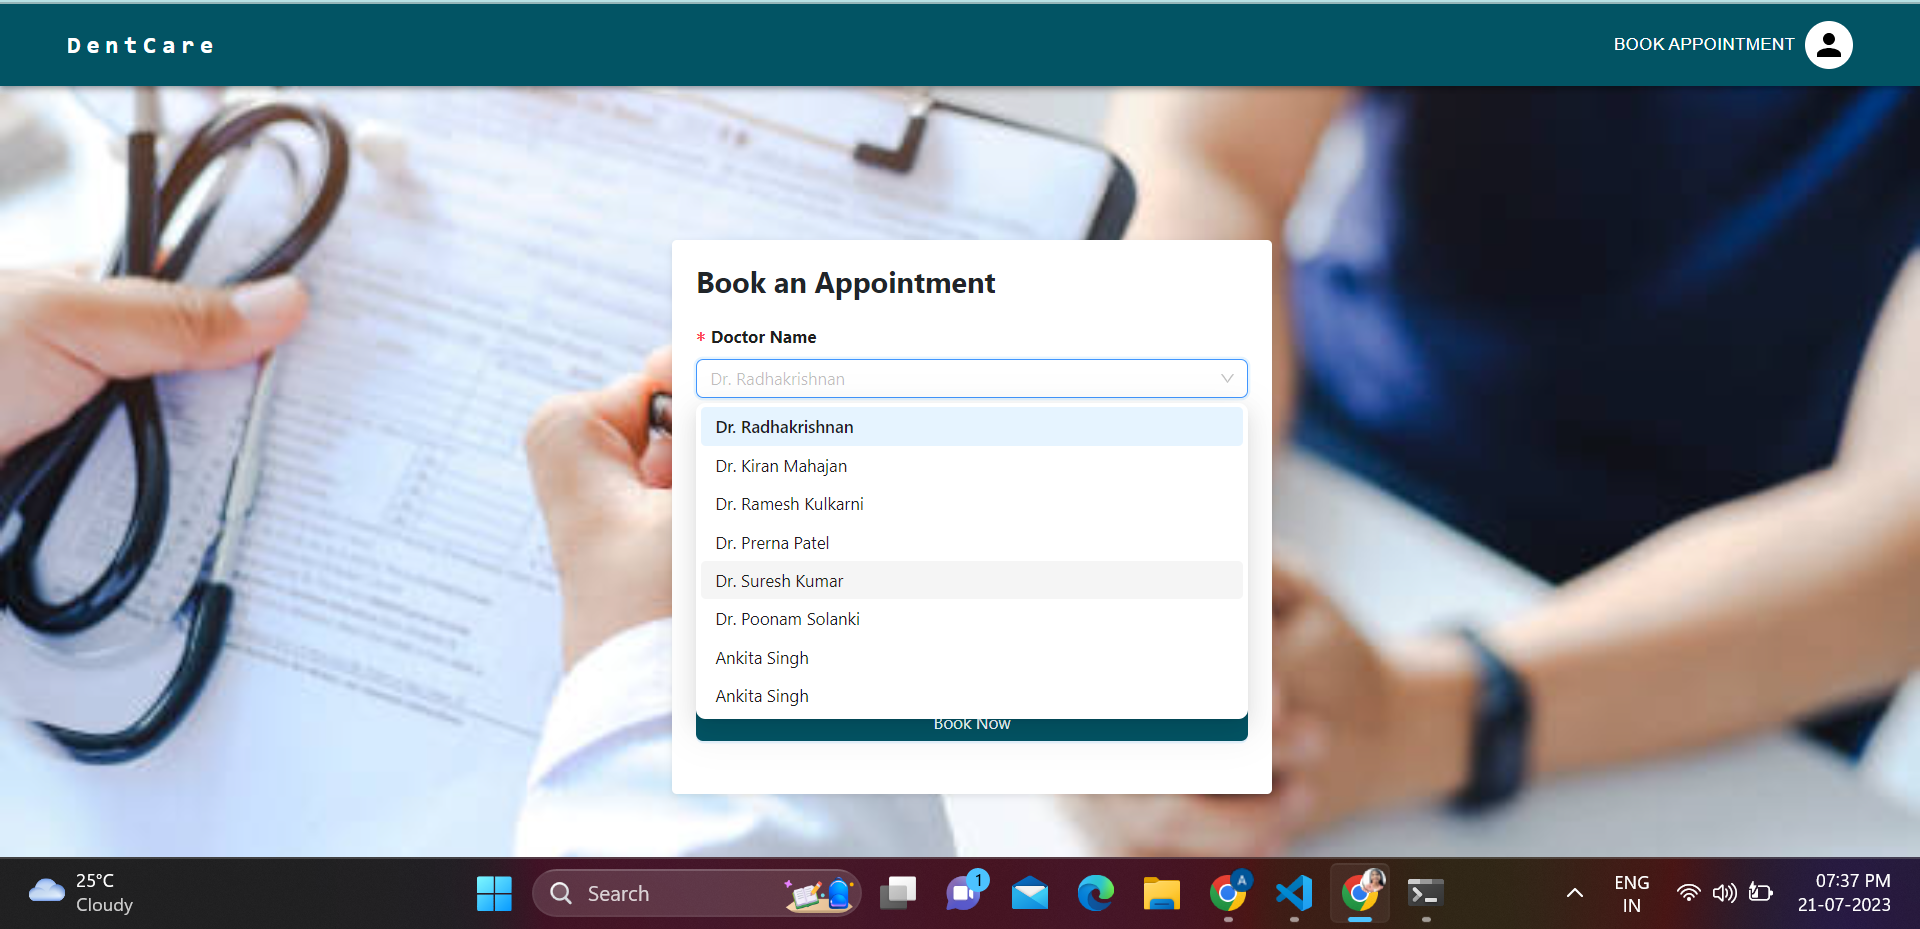 DentCare
BOOK APPOINTMENT
Book an Appointment
* Doctor Name
Dr. Radhakrishnan
Dr. Radhakrishnan
Dr. Kiran Mahajan
Dr. Ramesh Kulkarni
Dr. Prerna Patel
Dr. Suresh Kumar
Dr. Poonam Solanki
Ankita Singh
Ankita Singh
Book Now
25°C
Cloudy
Search
1
A
ENG
IN
07:37 PM
21-07-2023